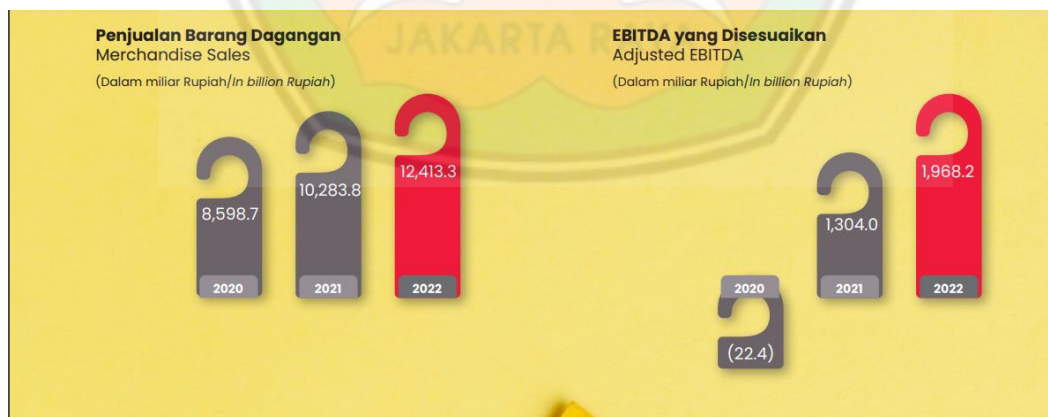 JAKARTA RAYA
Penjualan Barang Dagangan
Merchandise Sales
(Dalam miliar Rupiah/In billion Rupiah)
8,598.7
10,283.8
12,413.3
2020
2021
2022
EBITDA yang Disesuaikan
Adjusted EBITDA
(Dalam miliar Rupiah/In billion Rupiah)
1,968.2
1,304.0
2020
2021
2022
(22.4)